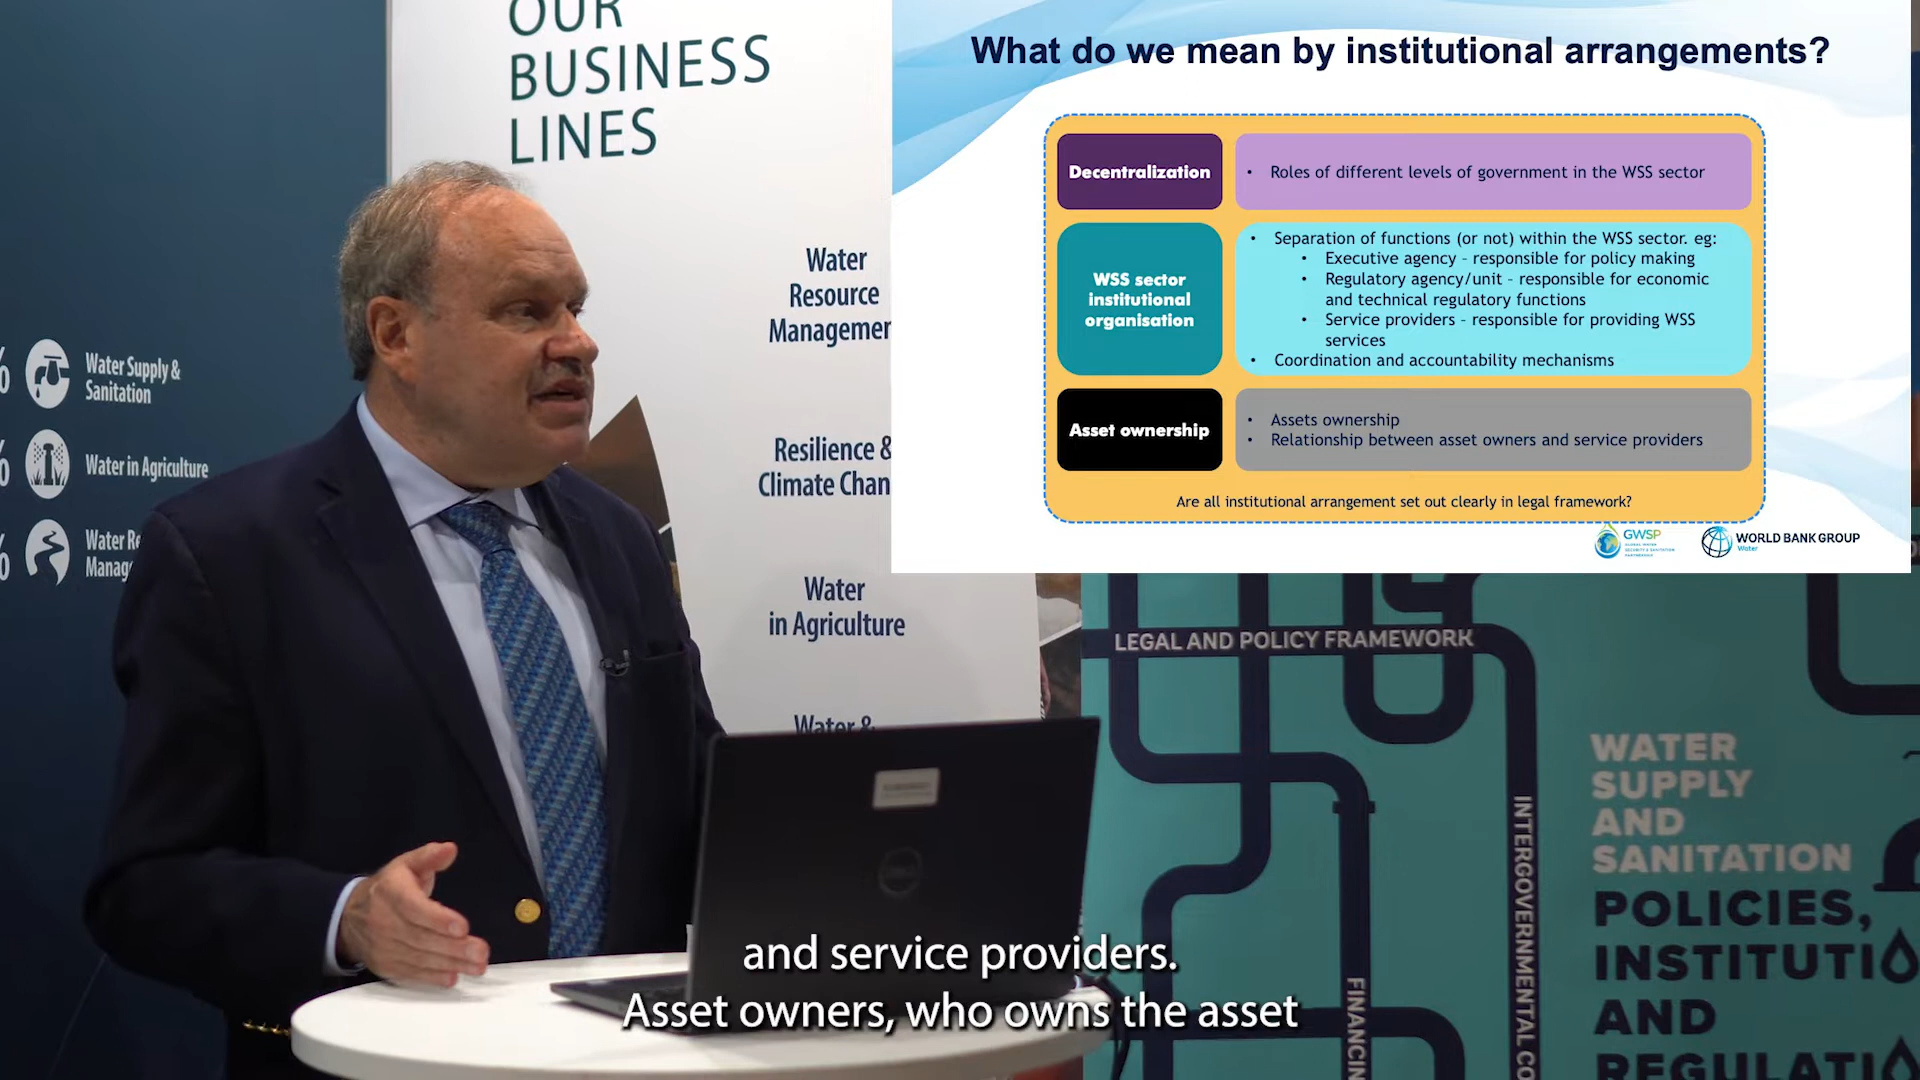 OUR
BUSINESS
LINES
Water
Resource
Managemen
Resilience &
Climate Chan
Water
in Agriculture
Water &
%
Water Supply &
Sanitation
%
Water in Agriculture
%
Water Re
Manag
What do we mean by institutional arrangements?
Decentralization
• Roles of different levels of government in the WSS sector
WSS sector
institutional
organisation
• Separation of functions (or not) within the WSS sector. eg:
• Executive agency – responsible for policy making
• Regulatory agency/unit – responsible for economic
and technical regulatory functions
• Service providers – responsible for providing WSS
services
• Coordination and accountability mechanisms
Asset ownership
• Assets ownership
• Relationship between asset owners and service providers
Are all institutional arrangement set out clearly in legal framework?
GWSP
GLOBAL WATER
SECURITY & SANITATION
PARTNERSHIP
WORLD BANK GROUP
Water
LEGAL AND POLICY FRAMEWORK
INTERGOVERNMENTAL CO
FINANCIN
WATER
SUPPLY
AND
SANITATION
POLICIES,
INSTITUTI
AND
REGULATI
DELL
and service providers.
Asset owners, who owns the asset